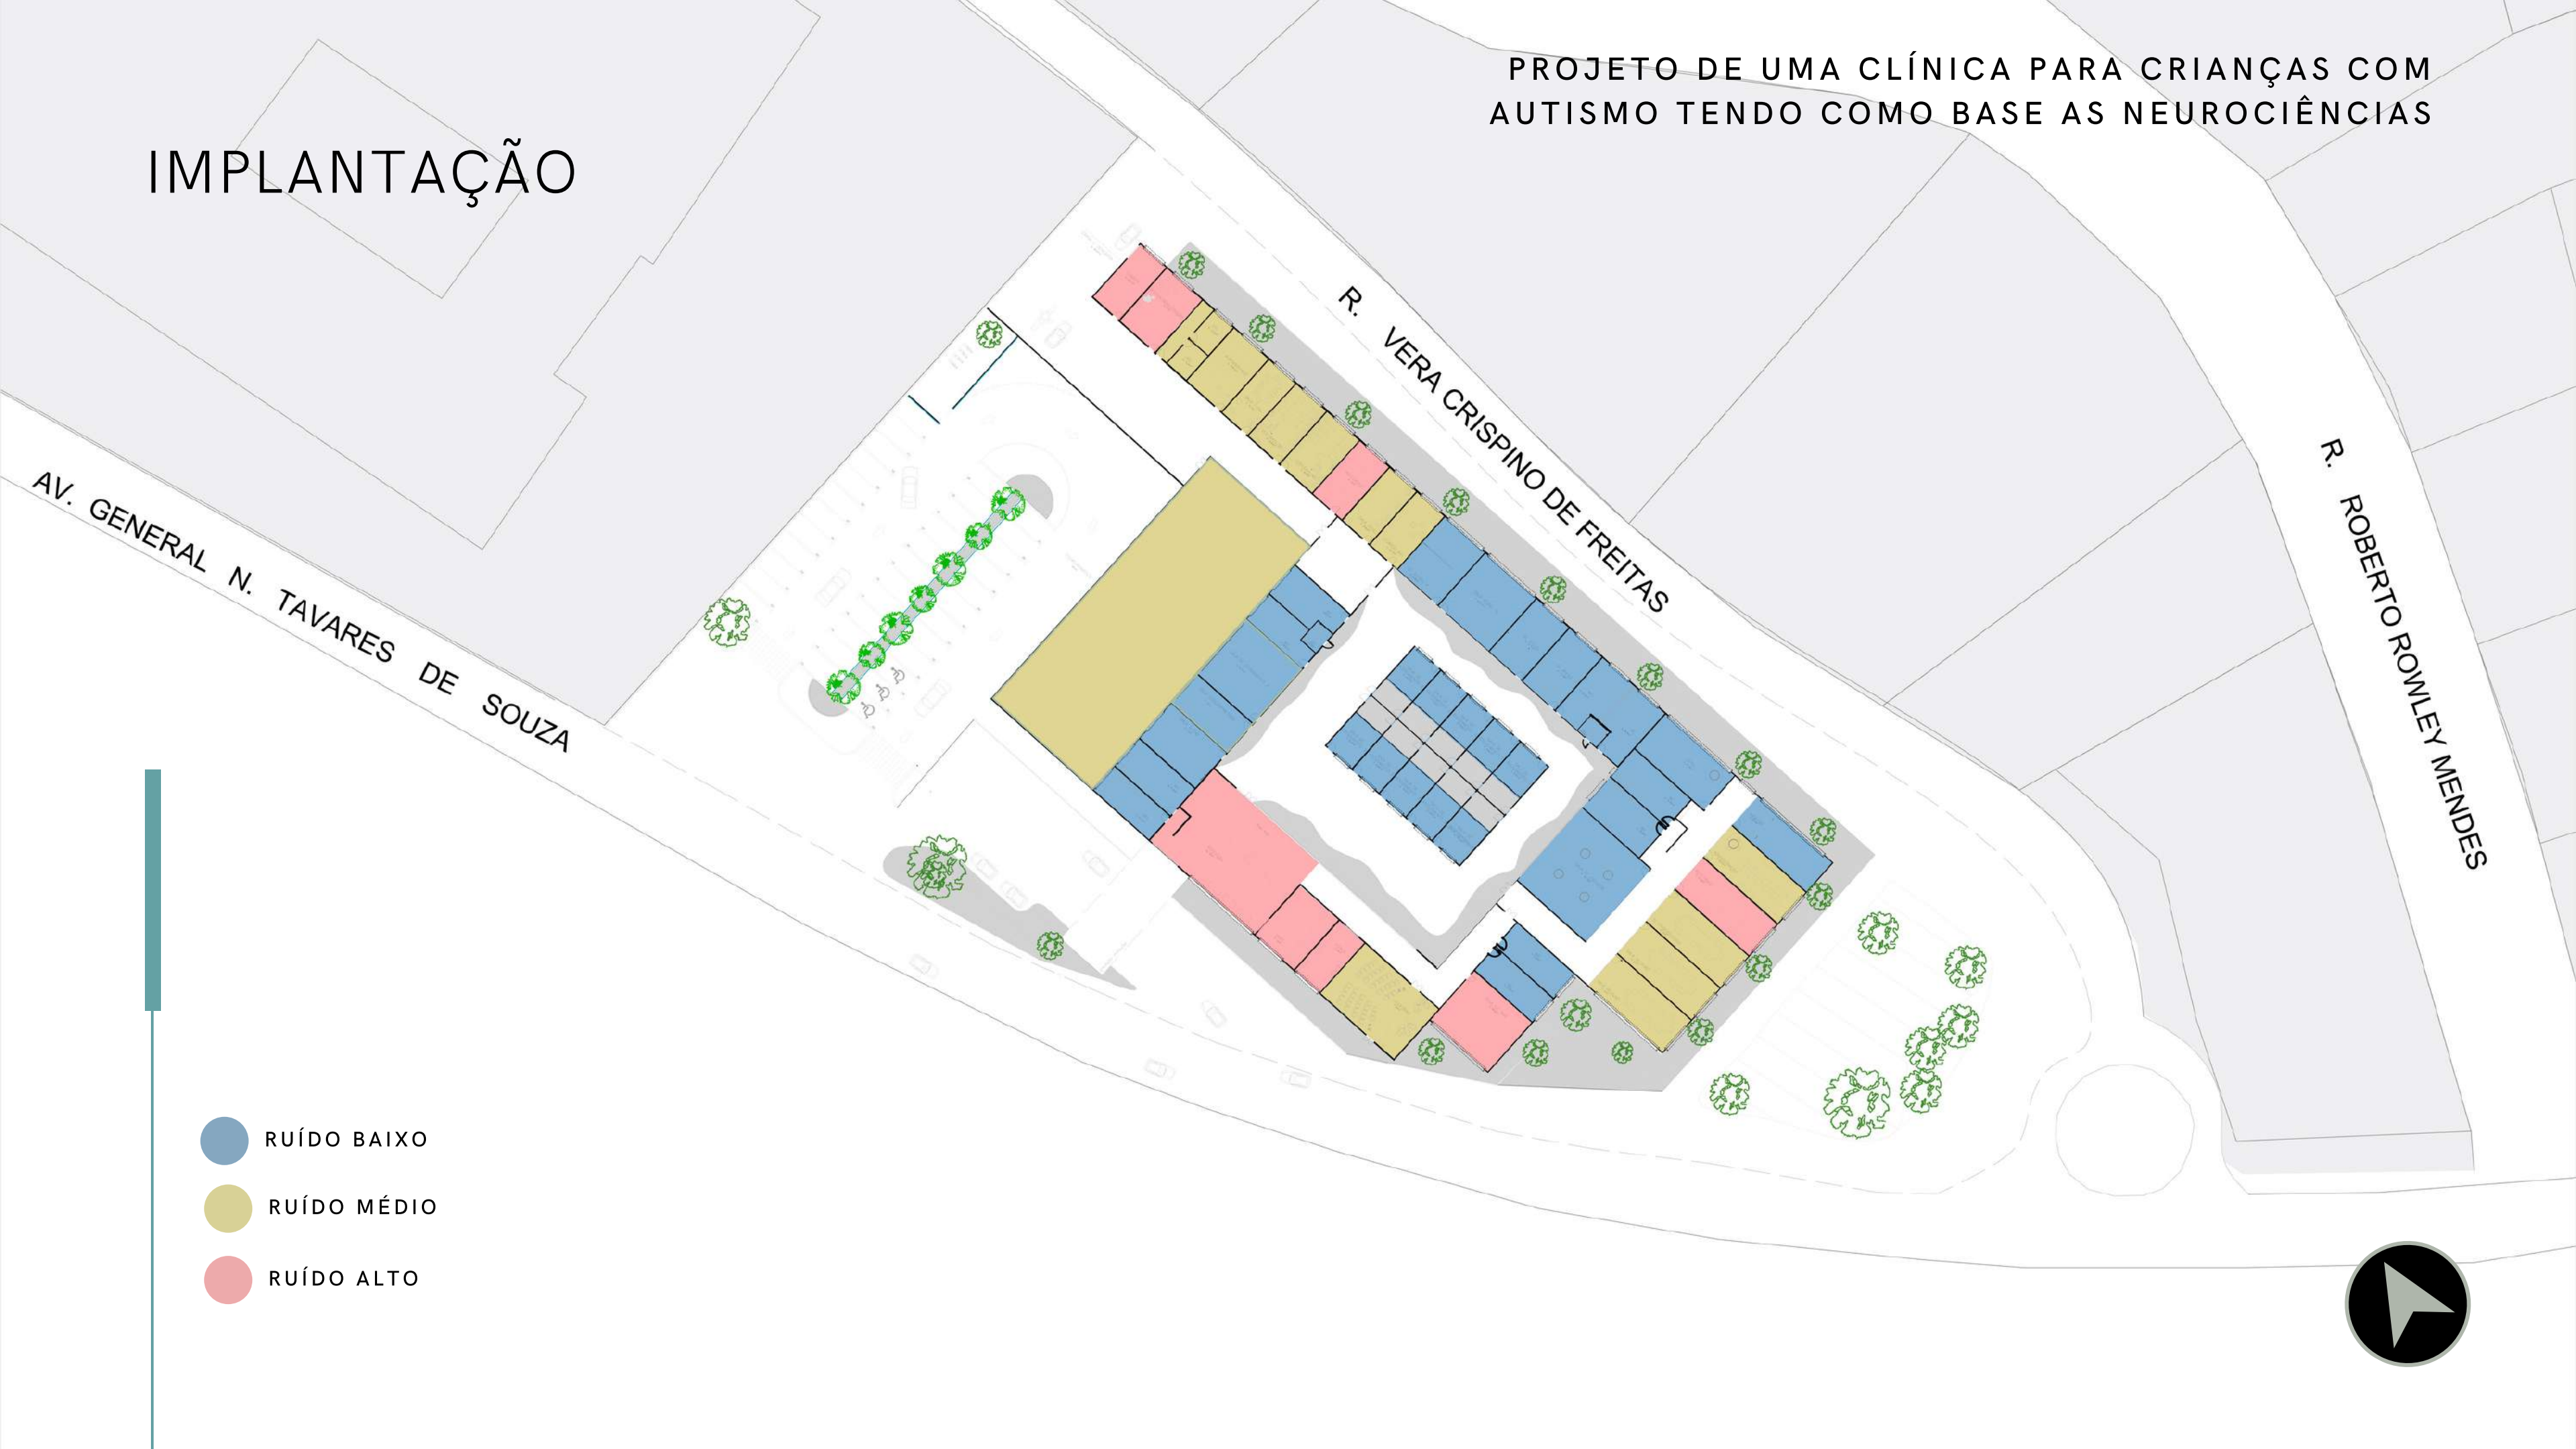 PROJETO DE UMA CLÍNICA PARA CRIANÇAS COM
AUTISMO TENDO COMO BASE AS NEUROCIÊNCIAS
IMPLANTAÇÃO
R. VERA CRISPINO DE FREITAS
R. ROBERTO ROWLEY MENDES
AV. GENERAL N. TAVARES DE SOUZA
RUÍDO BAIXO
RUÍDO MÉDIO
RUÍDO ALTO